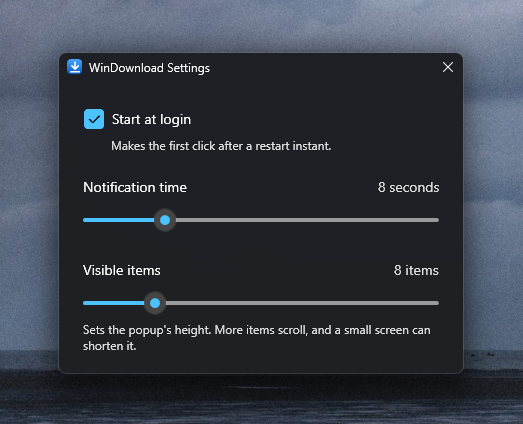 WinDownload Settings
Start at login
Makes the first click after a restart instant.
Notification time 8 seconds
Visible items 8 items
Sets the popup's height. More items scroll, and a small screen can
shorten it.